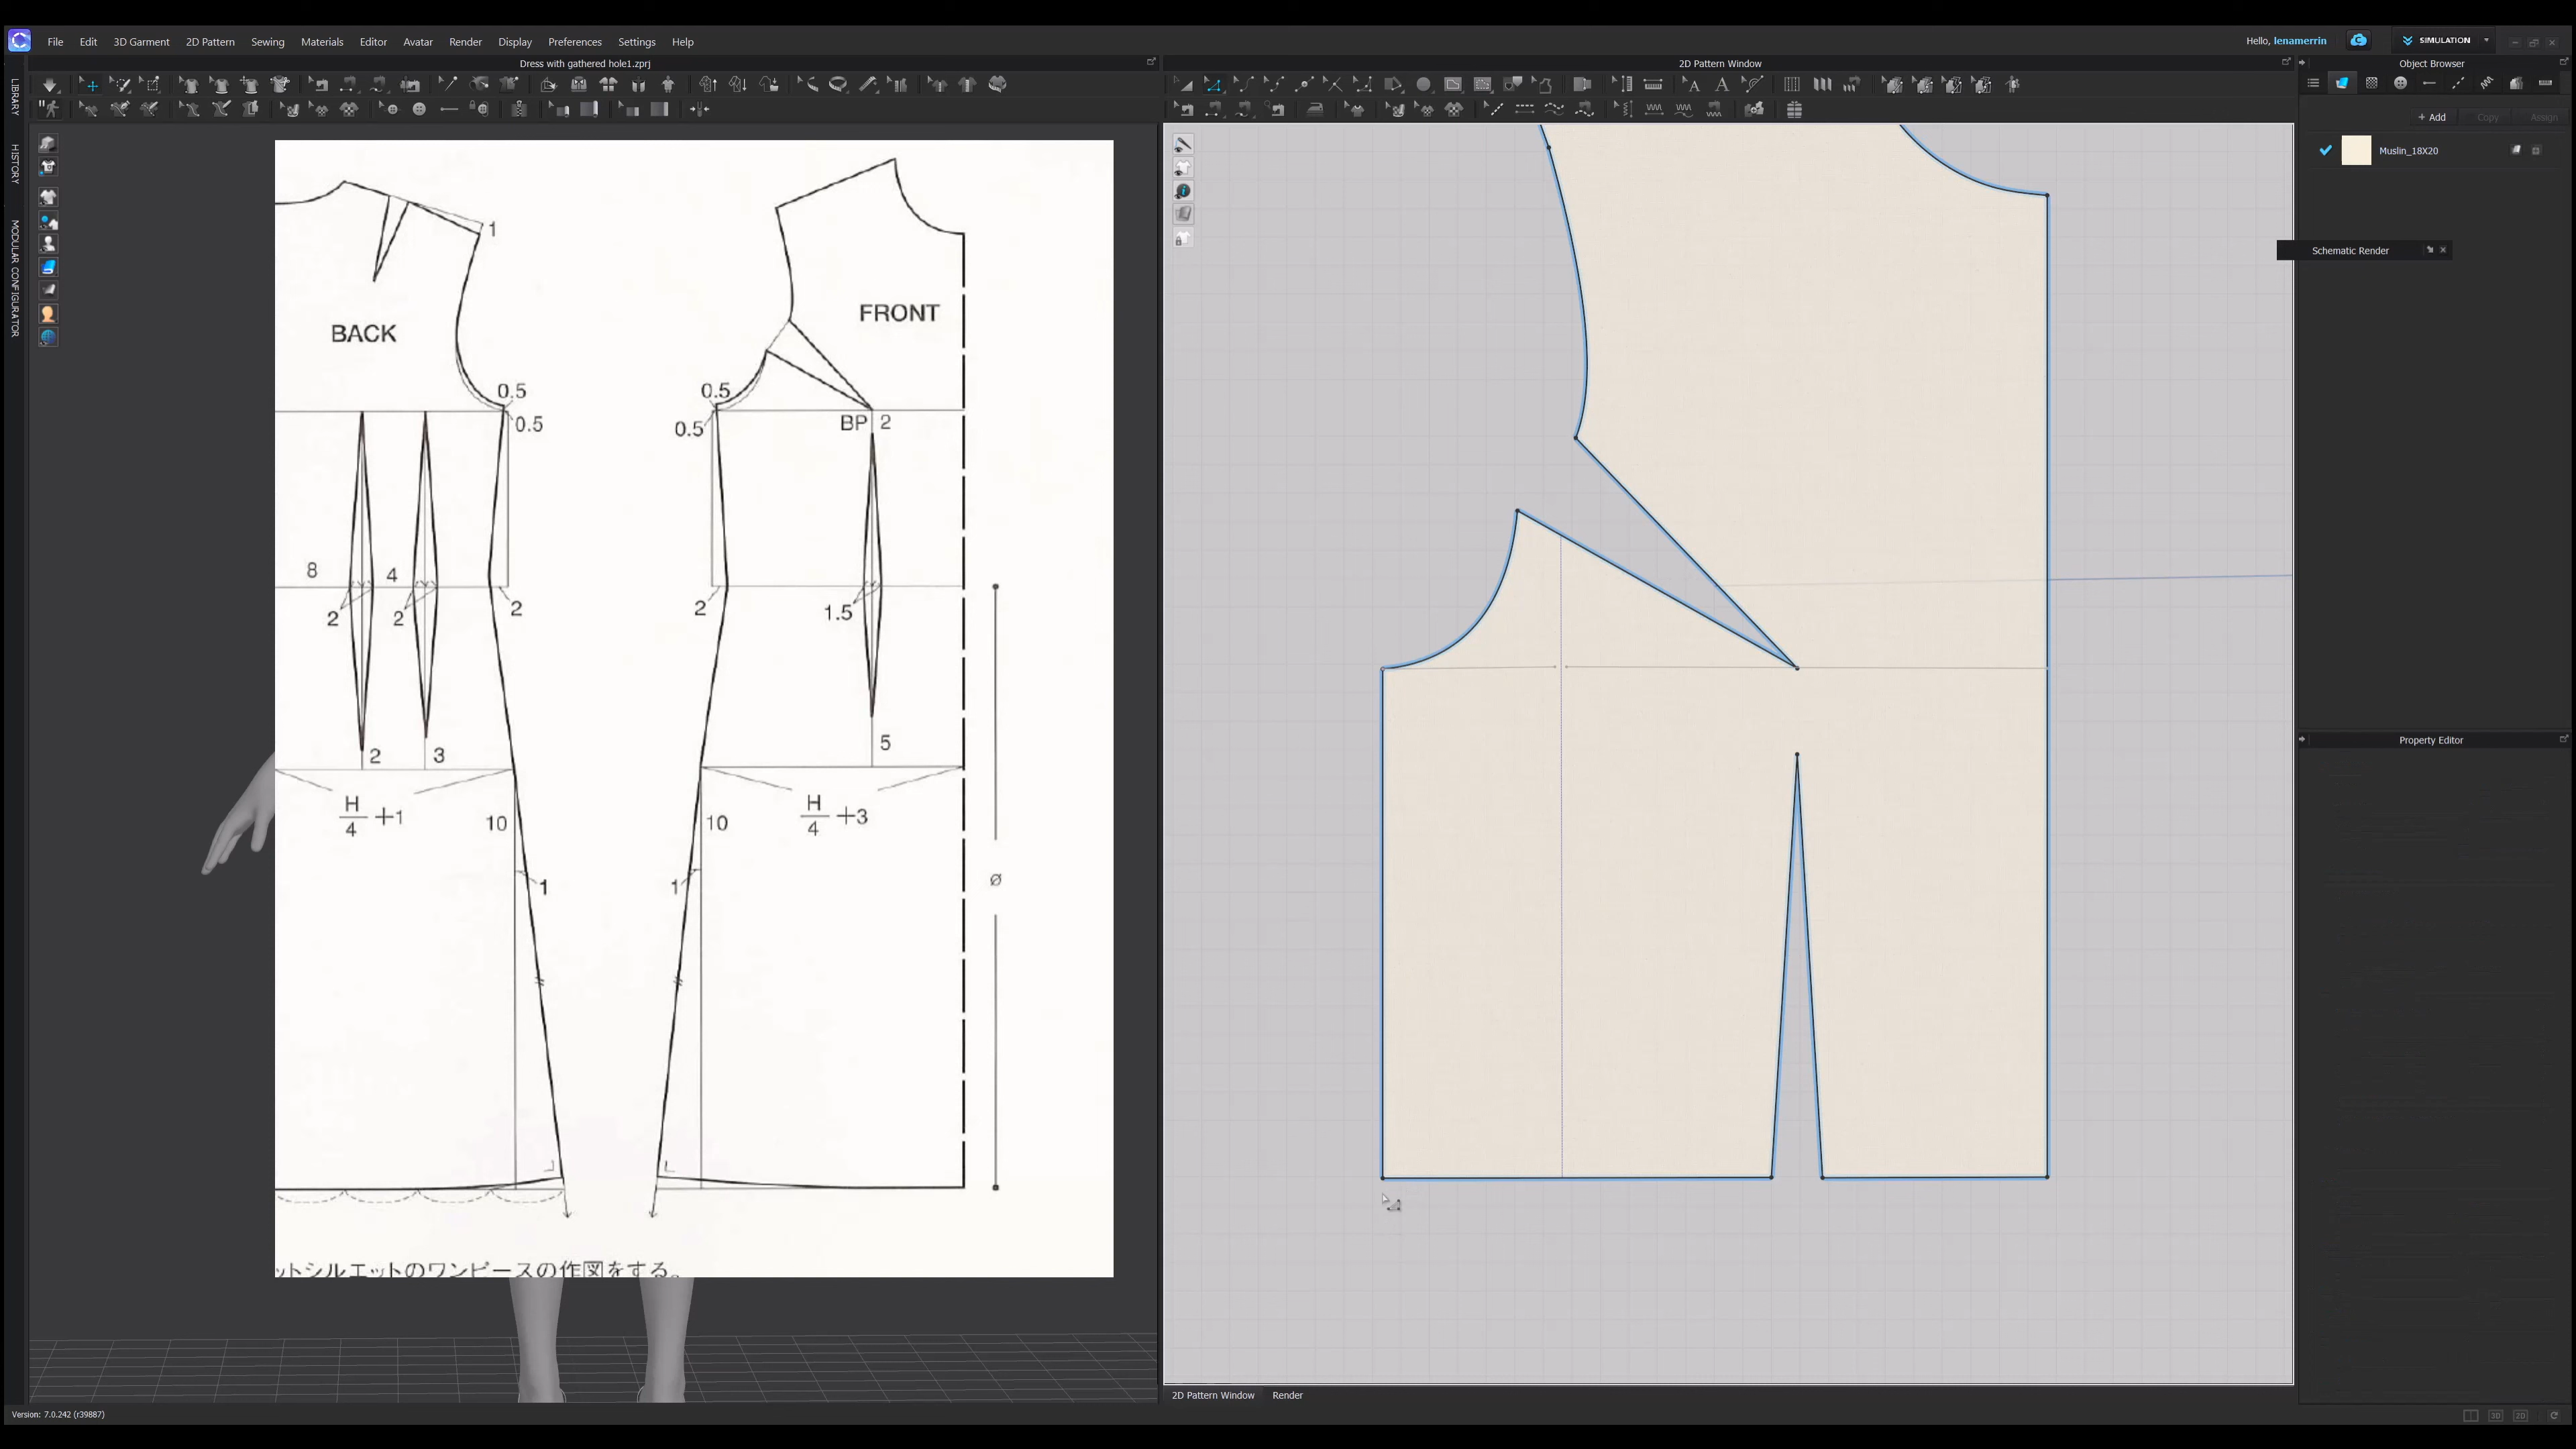 File Edit 3D Garment 2D Pattern Sewing Materials Editor Avatar Render Display Preferences Settings Help
Hello, lenamerrin
SIMULATION
Dress with gathered hole1.zprj
2D Pattern Window
Object Browser
LIBRARY
HISTORY
MODULAR CONFIGURATOR
+ Add Copy Assign
Muslin_18X20
Schematic Render
Property Editor
1
BACK
FRONT
0.5
0.5
0.5
0.5
BP 2
8
4
2
2
2
2
1.5
2
3
5
H
4
+1
10
10
H
4
+3
1
1
ø
ットシルエットのワンピースの作図をする。
2D Pattern Window Render
Version: 7.0.242 (r39887)
3D
2D